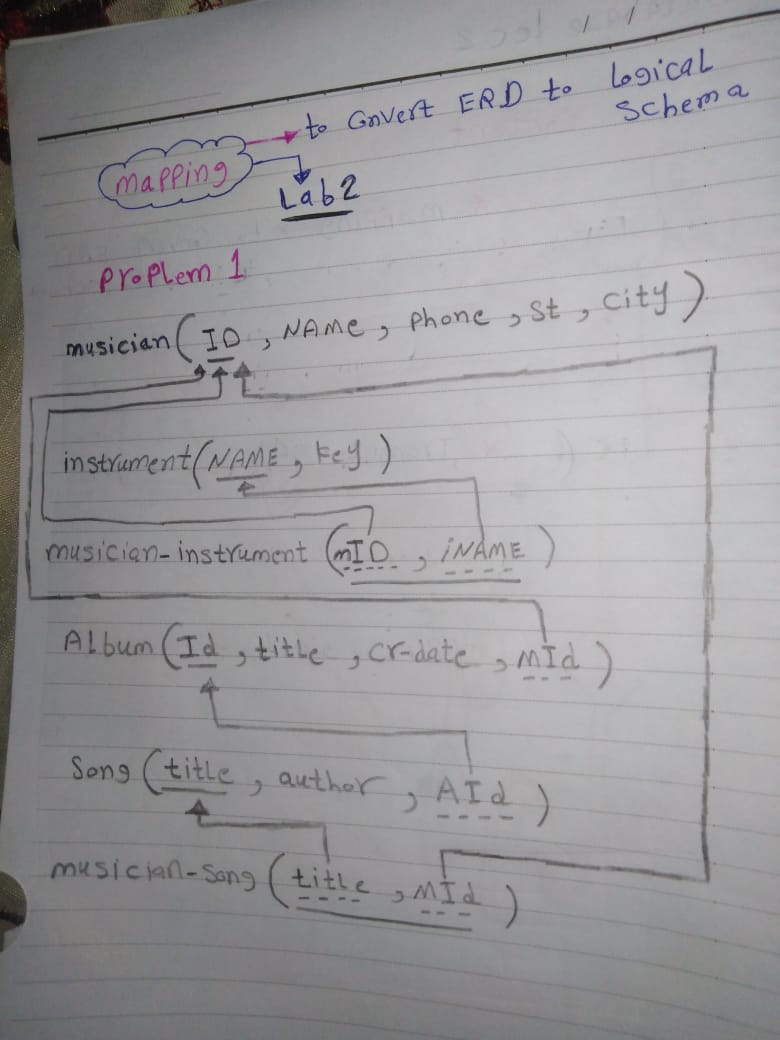 to Convert ERD to Logical
Schema
mapping
Lab2
Proplem 1
musician(ID, NAMe, Phone, St, City)
instrument(NAME, key)
musician-instrument (mID, iNAME)
Album(Id, title, cr-date, mId)
Song(title, author, AId)
musician-Song(title, MId)